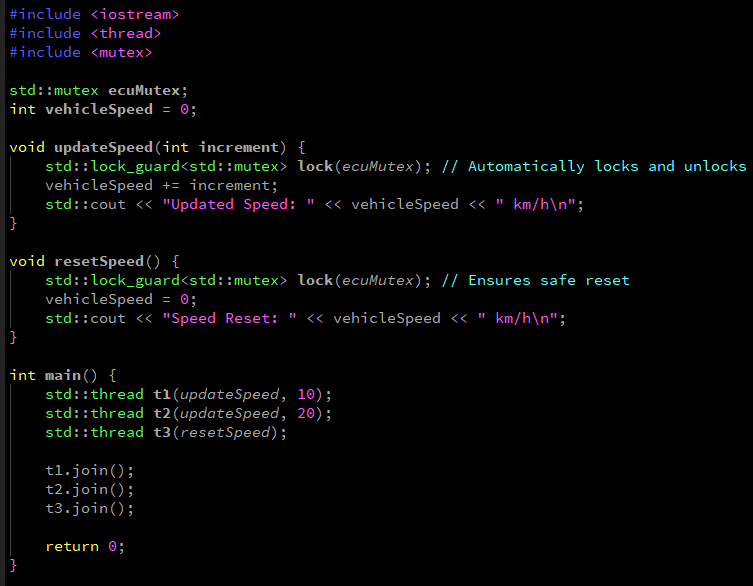 #include <iostream>
#include <thread>
#include <mutex>

std::mutex ecuMutex;
int vehicleSpeed = 0;

void updateSpeed(int increment) {
    std::lock_guard<std::mutex> lock(ecuMutex); // Automatically locks and unlocks
    vehicleSpeed += increment;
    std::cout << "Updated Speed: " << vehicleSpeed << " km/h\n";
}

void resetSpeed() {
    std::lock_guard<std::mutex> lock(ecuMutex); // Ensures safe reset
    vehicleSpeed = 0;
    std::cout << "Speed Reset: " << vehicleSpeed << " km/h\n";
}

int main() {
    std::thread t1(updateSpeed, 10);
    std::thread t2(updateSpeed, 20);
    std::thread t3(resetSpeed);

    t1.join();
    t2.join();
    t3.join();

    return 0;
}